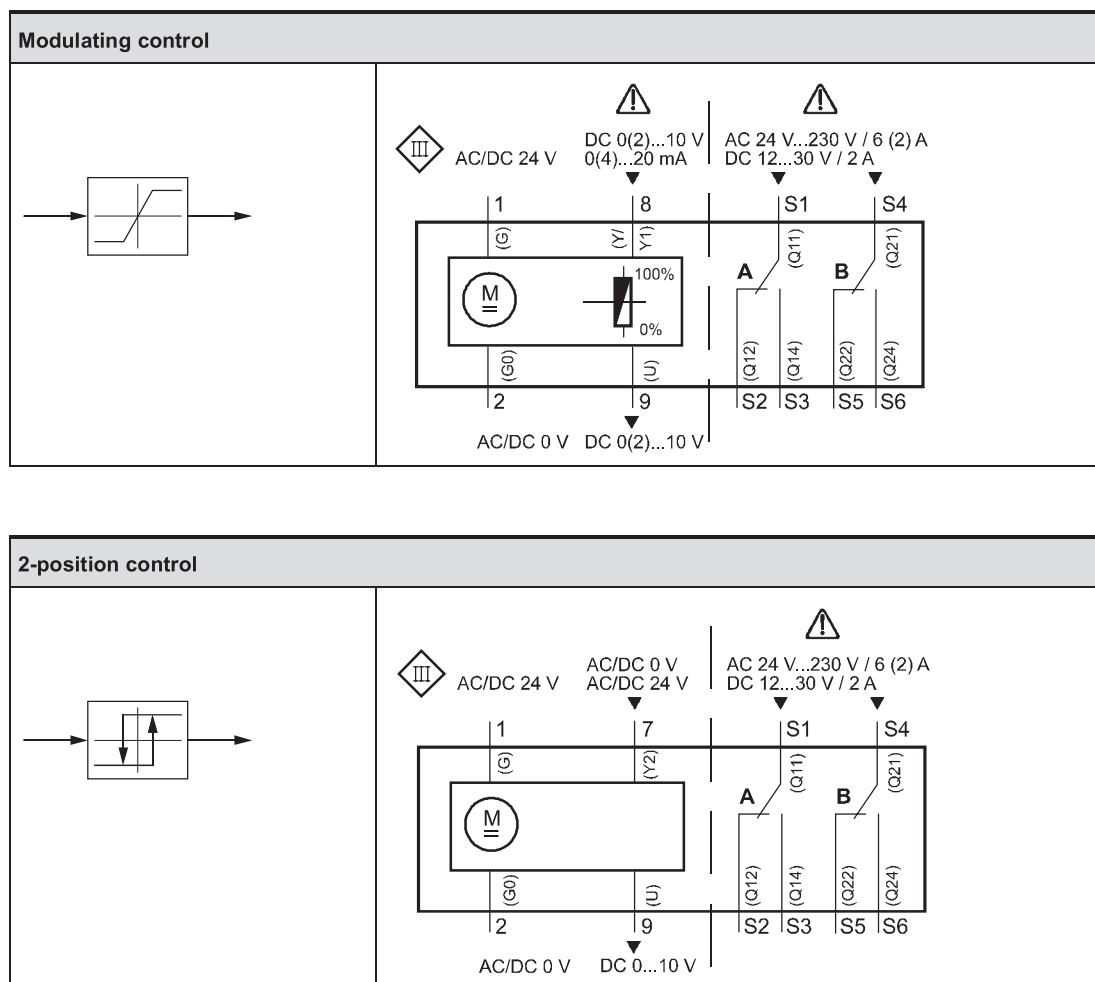 Modulating control
DC 0(2)...10 V
AC 24 V...230 V / 6 (2) A
III
AC/DC 24 V
0(4)...20 mA
DC 12...30 V / 2 A
1
8
S1
S4
(G)
(Y/
Y1)
(Q11)
(Q21)
A
B
M
100%
0%
(G0)
(U)
(Q12)
(Q14)
(Q22)
(Q24)
2
9
S2
S3
S5
S6
AC/DC 0 V
DC 0(2)...10 V
2-position control
AC/DC 0 V
AC 24 V...230 V / 6 (2) A
III
AC/DC 24 V
AC/DC 24 V
DC 12...30 V / 2 A
1
7
S1
S4
(G)
(Y2)
(Q11)
(Q21)
A
B
M
(G0)
(U)
(Q12)
(Q14)
(Q22)
(Q24)
2
9
S2
S3
S5
S6
AC/DC 0 V
DC 0...10 V